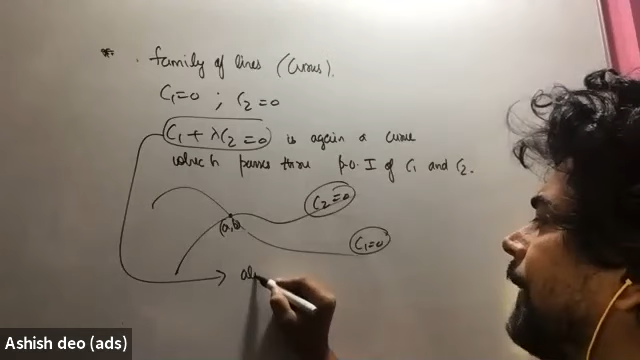 * . family of lines (Curves).
C₁=0 ; C₂=0
C₁ + λC₂ = 0 is again a curve
which passes thru p.o.I of C₁ and C₂.
C₂=0
(a,b)
C₁=0
al
Ashish deo (ads)